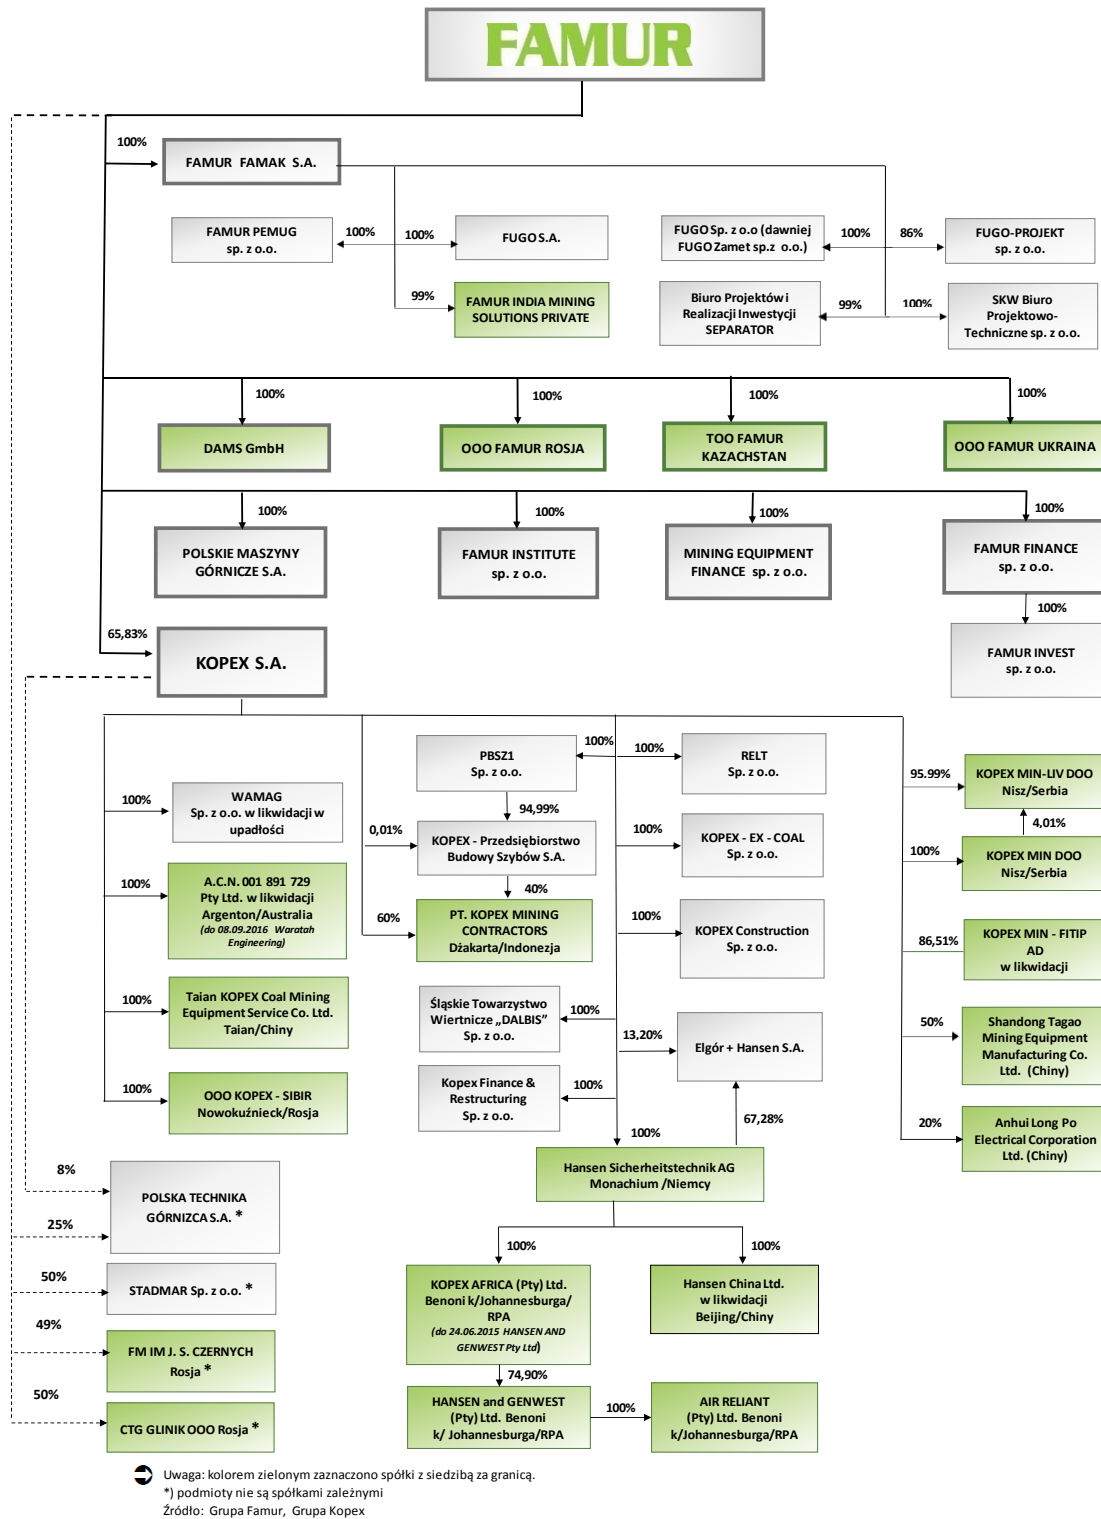 FAMUR
100%
FAMUR FAMAK S.A.
FAMUR PEMUG
sp. z o.o.
100%
100%
FUGO S.A.
99%
FAMUR INDIA MINING
SOLUTIONS PRIVATE
FUGO Sp. z o.o (dawniej
FUGO Zamet sp.z o.o.)
100%
86%
FUGO-PROJEKT
sp. z o.o.
Biuro Projektów i
Realizacji Inwestycji
SEPARATOR
99%
100%
SKW Biuro
Projektowo-
Techniczne sp. z o.o.
100%
100%
100%
100%
DAMS GmbH
OOO FAMUR ROSJA
TOO FAMUR
KAZACHSTAN
OOO FAMUR UKRAINA
100%
100%
100%
100%
POLSKIE MASZYNY
GÓRNICZE S.A.
FAMUR INSTITUTE
sp. z o.o.
MINING EQUIPMENT
FINANCE sp. z o.o.
FAMUR FINANCE
sp. z o.o.
100%
FAMUR INVEST
sp. z o.o.
65,83%
KOPEX S.A.
100%
WAMAG
Sp. z o.o. w likwidacji w
upadłości
100%
A.C.N. 001 891 729
Pty Ltd. w likwidacji
Argenton/Australia
(do 08.09.2016 Waratah
Engineering)
100%
Taian KOPEX Coal Mining
Equipment Service Co. Ltd.
Taian/Chiny
100%
OOO KOPEX - SIBIR
Nowokuźnieck/Rosja
PBSZ1
Sp. z o.o.
100%
94,99%
0,01%
KOPEX - Przedsiębiorstwo
Budowy Szybów S.A.
40%
60%
PT. KOPEX MINING
CONTRACTORS
Dżakarta/Indonezja
Śląskie Towarzystwo
Wiertnicze „DALBIS”
Sp. z o.o.
100%
Kopex Finance &
Restructuring
Sp. z o.o.
100%
100%
RELT
Sp. z o.o.
100%
KOPEX - EX - COAL
Sp. z o.o.
100%
KOPEX Construction
Sp. z o.o.
13,20%
Elgór + Hansen S.A.
67,28%
100%
Hansen Sicherheitstechnik AG
Monachium /Niemcy
95.99%
KOPEX MIN-LIV DOO
Nisz/Serbia
4,01%
100%
KOPEX MIN DOO
Nisz/Serbia
86,51%
KOPEX MIN - FITIP
AD
w likwidacji
50%
Shandong Tagao
Mining Equipment
Manufacturing Co.
Ltd. (Chiny)
20%
Anhui Long Po
Electrical Corporation
Ltd. (Chiny)
8%
25%
POLSKA TECHNIKA
GÓRNIZCA S.A. *
50%
STADMAR Sp. z o.o. *
49%
FM IM J. S. CZERNYCH
Rosja *
50%
CTG GLINIK OOO Rosja *
100%
100%
KOPEX AFRICA (Pty) Ltd.
Benoni k/Johannesburga/
RPA
(do 24.06.2015 HANSEN AND
GENWEST Pty Ltd)
Hansen China Ltd.
w likwidacji
Beijing/Chiny
74,90%
HANSEN and GENWEST
(Pty) Ltd. Benoni
k/ Johannesburga/RPA
100%
AIR RELIANT
(Pty) Ltd. Benoni
k/Johannesburga/RPA
Uwaga: kolorem zielonym zaznaczono spółki z siedzibą za granicą.
*) podmioty nie są spółkami zależnymi
Źródło: Grupa Famur, Grupa Kopex